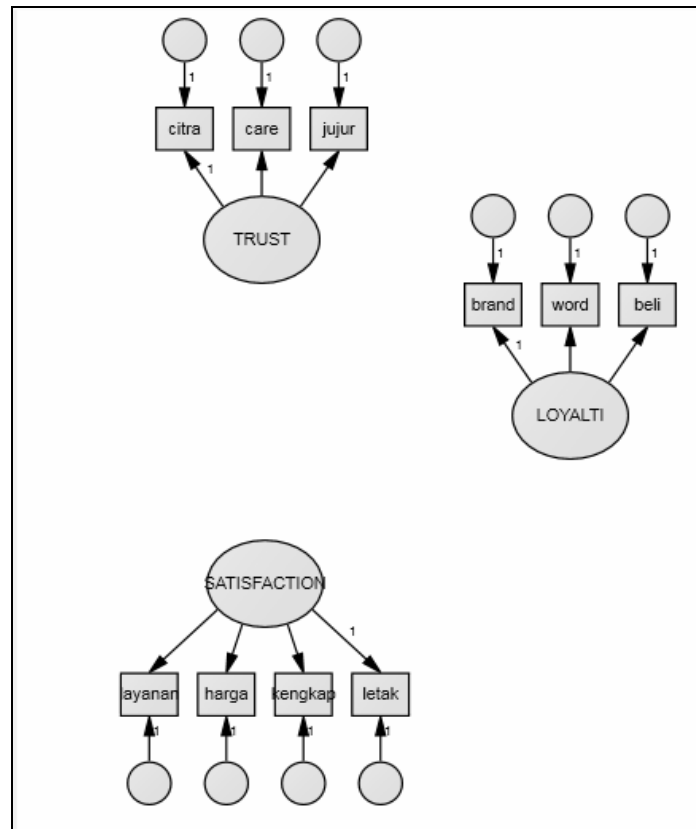 1 1 1
citra care jujur
1
TRUST
1 1 1
brand word beli
1
LOYALTI
SATISFACTION
1
layanan harga kengkap letak
1 1 1 1